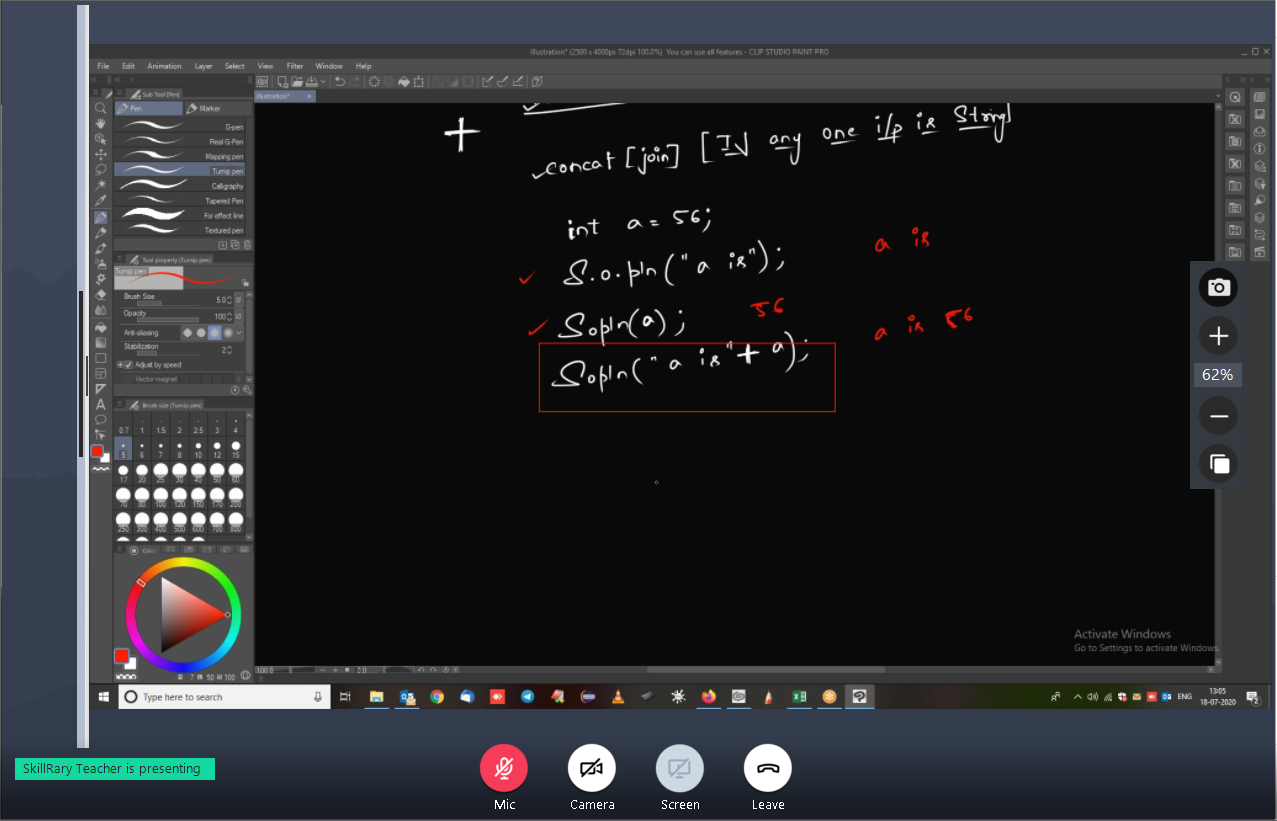 Illustration* (2500 x 4000px 72dpi 100.0%) You can use all features - CLIP STUDIO PAINT PRO
File Edit Animation Layer Select View Filter Window Help
Sub Tool [Pen]
Illustration*
Pen Marker
G-pen
Real G-Pen
Mapping pen
Turnip pen
Calligraphy
Tapered Pen
For effect line
Textured pen
Tool property (Turnip pen)
Turnip pen
Brush Size 5.0
Opacity 100
Anti-aliasing
Stabilization 2
Adjust by speed
Vector magnet
Brush size (Turnip pen)
0.7 1 1.5 2 2.5 3 4
5 6 7 8 10 12 15
17 20 25 30 40 50 60
70 80 100 120 150 170 200
250 300 400 500 600 700 800
Color
7 M 50 H 100
+
concat [join] [If any one i/p is String]
int a = 56;
S.o.pln("a is"); a is
Sopln(a); 56
Sopln("a is"+ a); a is 56
62%
100.0 0.0
Activate Windows
Go to Settings to activate Windows.
Type here to search
ENG
13:05
18-07-2020
2
SkillRary Teacher is presenting
Mic Camera Screen Leave